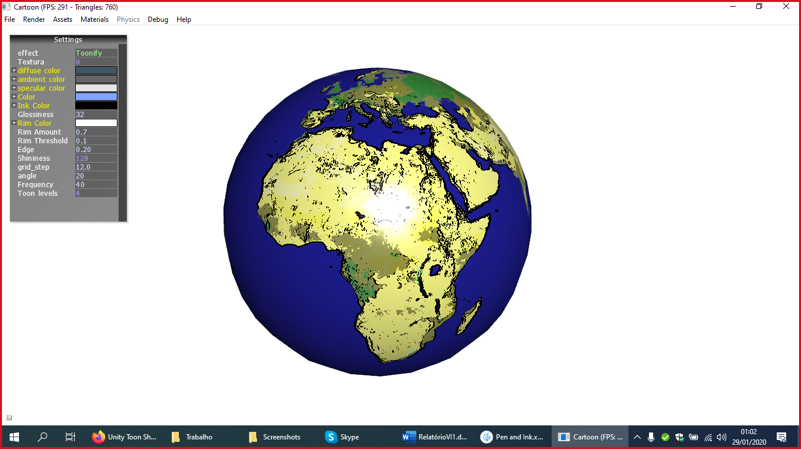 Cartoon (FPS: 291 - Triangles: 760)
File Render Assets Materials Physics Debug Help
Settings
effect Toonify
Textura 0
diffuse color
ambient color
specular color
Color
Ink Color
Glossiness 32
Rim Color
Rim Amount 0.7
Rim Threshold 0.1
Edge 0.20
Shininess 128
grid_step 12.0
angle 20
Frequency 40
Toon levels 4
Unity Toon Sh... Trabalho Screenshots Skype RelatórioVI1.d... Pen and Ink.x... Cartoon (FPS: ...
01:02
29/01/2020